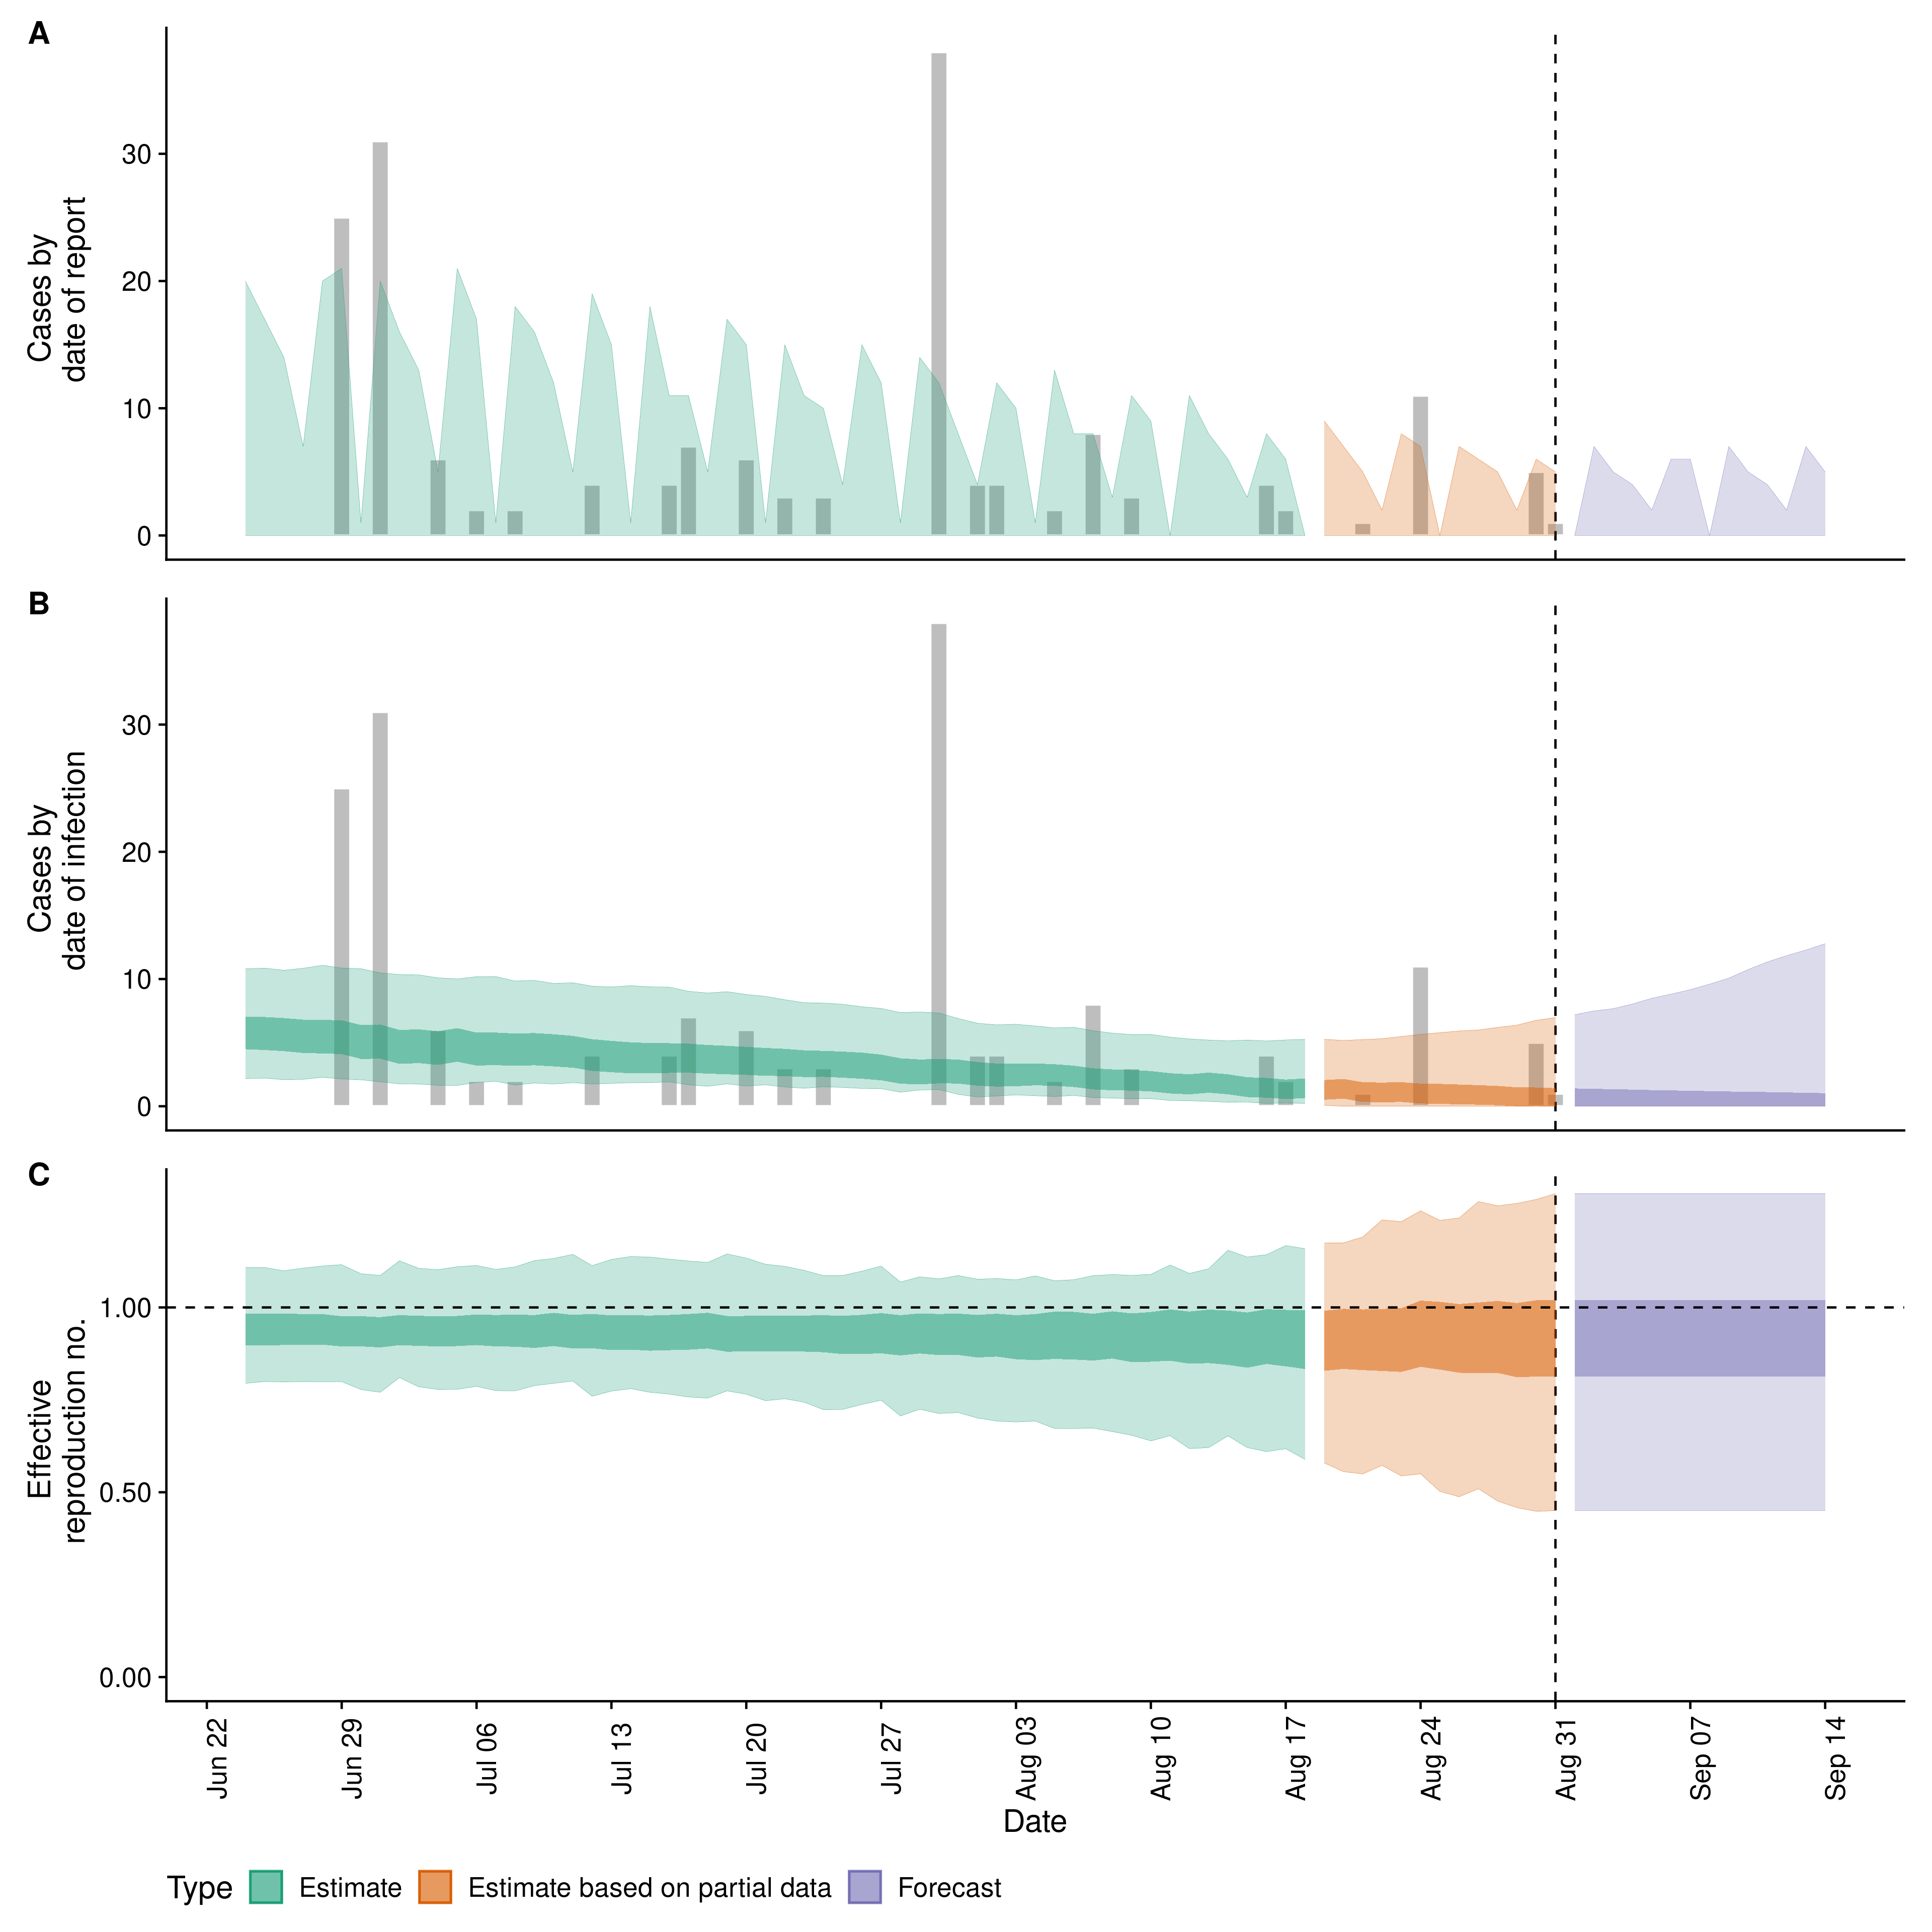 A
Cases by
date of report
30
20
10
0
B
Cases by
date of infection
30
20
10
0
C
Effective
reproduction no.
1.00
0.50
0.00
Jun 22
Jun 29
Jul 06
Jul 13
Jul 20
Jul 27
Aug 03
Aug 10
Aug 17
Aug 24
Aug 31
Sep 07
Sep 14
Date
Type Estimate Estimate based on partial data Forecast